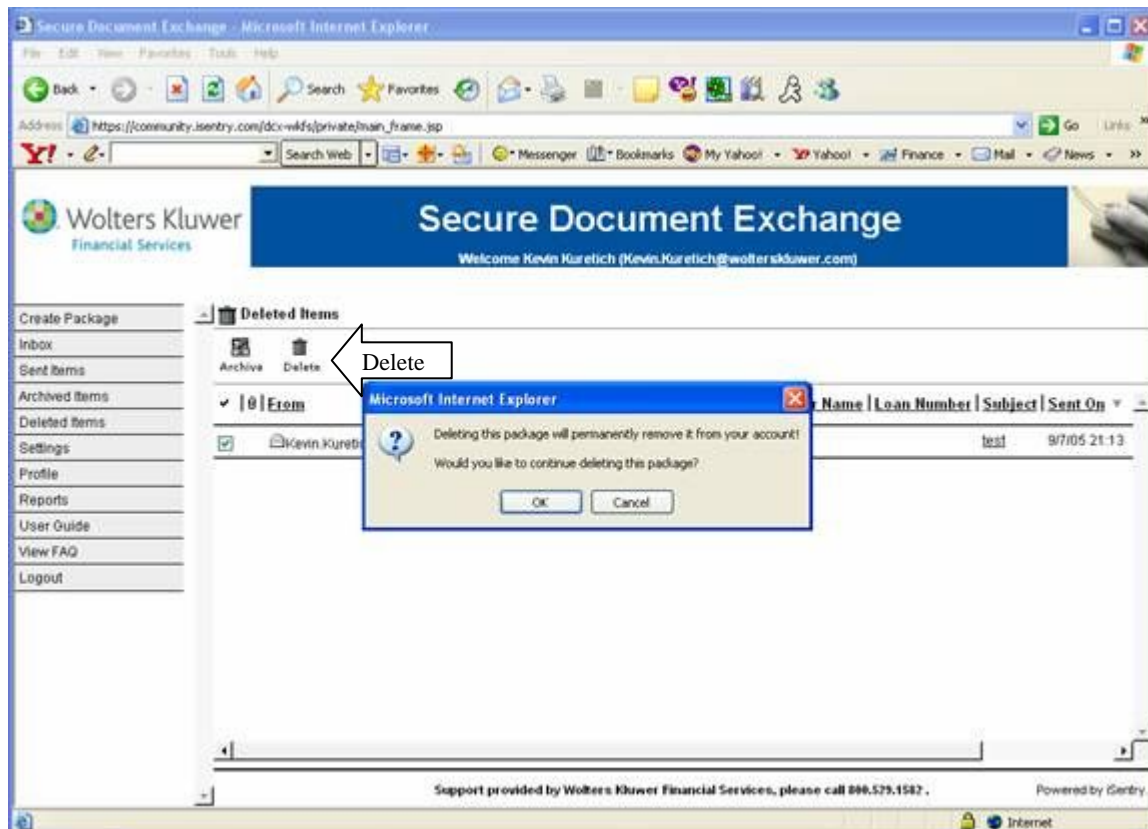 Secure Document Exchange - Microsoft Internet Explorer
File Edit View Favorites Tools Help
Back Search Favorites
Address https://community.isentry.com/dcx-wkfs/private/main_frame.jsp Go Links »
Y! Search Web Messenger Bookmarks My Yahoo! Yahoo! Finance Mail News »
Wolters Kluwer
Financial Services
Secure Document Exchange
Welcome Kevin Kuretich (Kevin.Kuretich@wolterskluwer.com)
Create Package
Inbox
Sent Items
Archived Items
Deleted Items
Settings
Profile
Reports
User Guide
View FAQ
Logout
Deleted Items
Archive Delete
Delete
From Name | Loan Number | Subject | Sent On
Kevin.Kureti test 9/7/05 21:13
Microsoft Internet Explorer
Deleting this package will permanently remove it from your account!
Would you like to continue deleting this package?
OK Cancel
Support provided by Wolters Kluwer Financial Services, please call 800.529.1582 .
Powered by iSentry
Internet